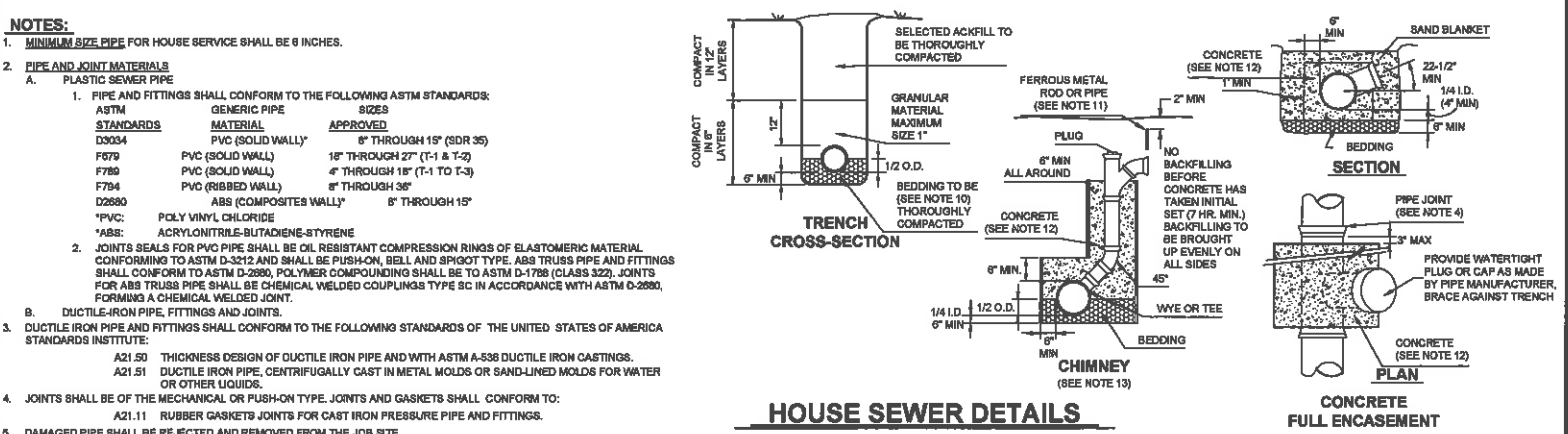 NOTES:
1. MINIMUM SIZE PIPE FOR HOUSE SERVICE SHALL BE 6 INCHES.
2. PIPE AND JOINT MATERIALS
A. PLASTIC SEWER PIPE
1. PIPE AND FITTINGS SHALL CONFORM TO THE FOLLOWING ASTM STANDARDS:
ASTM GENERIC PIPE SIZES
STANDARDS MATERIAL APPROVED
D3034 PVC (SOLID WALL)* 6" THROUGH 15" (SDR 35)
F679 PVC (SOLID WALL) 18" THROUGH 27" (T-1 & T-2)
F789 PVC (SOLID WALL) 4" THROUGH 18" (T-1 TO T-3)
F794 PVC (RIBBED WALL) 8" THROUGH 36"
D2680 ABS (COMPOSITES WALL)* 8" THROUGH 15"
*PVC: POLY VINYL CHLORIDE
*ABS: ACRYLONITRILE-BUTADIENE-STYRENE
2. JOINTS SEALS FOR PVC PIPE SHALL BE OIL RESISTANT COMPRESSION RINGS OF ELASTOMERIC MATERIAL
CONFORMING TO ASTM D-3212 AND SHALL BE PUSH-ON, BELL AND SPIGOT TYPE. ABS TRUSS PIPE AND FITTINGS
SHALL CONFORM TO ASTM D-2680, POLYMER COMPOUNDING SHALL BE TO ASTM D-1788 (CLASS 322). JOINTS
FOR ABS TRUSS PIPE SHALL BE CHEMICAL WELDED COUPLINGS TYPE SC IN ACCORDANCE WITH ASTM D-2680,
FORMING A CHEMICAL WELDED JOINT.
B. DUCTILE-IRON PIPE, FITTINGS AND JOINTS.
3. DUCTILE IRON PIPE AND FITTINGS SHALL CONFORM TO THE FOLLOWING STANDARDS OF THE UNITED STATES OF AMERICA
STANDARDS INSTITUTE:
A21.50 THICKNESS DESIGN OF DUCTILE IRON PIPE AND WITH ASTM A-536 DUCTILE IRON CASTINGS.
A21.51 DUCTILE IRON PIPE, CENTRIFUGALLY CAST IN METAL MOLDS OR SAND-LINED MOLDS FOR WATER
OR OTHER LIQUIDS.
4. JOINTS SHALL BE OF THE MECHANICAL OR PUSH-ON TYPE. JOINTS AND GASKETS SHALL CONFORM TO:
A21.11 RUBBER GASKETS JOINTS FOR CAST IRON PRESSURE PIPE AND FITTINGS.
5. DAMAGED PIPE SHALL BE REJECTED AND REMOVED FROM THE JOB SITE.
COMPACT
IN 12"
LAYERS
COMPACT
IN 6"
LAYERS
12"
6" MIN
SELECTED ACKFILL TO
BE THOROUGHLY
COMPACTED
GRANULAR
MATERIAL
MAXIMUM
SIZE 1"
1/2 O.D.
BEDDING TO BE
(SEE NOTE 10)
THOROUGHLY
COMPACTED
TRENCH
CROSS-SECTION
FERROUS METAL
ROD OR PIPE
(SEE NOTE 11)
2" MIN
PLUG
6" MIN
ALL AROUND
CONCRETE
(SEE NOTE 12)
6" MIN.
1/4 I.D.
1/2 O.D.
6" MIN
6"
MIN
NO
BACKFILLING
BEFORE
CONCRETE HAS
TAKEN INITIAL
SET (7 HR. MIN.)
BACKFILLING TO
BE BROUGHT
UP EVENLY ON
ALL SIDES
45°
WYE OR TEE
BEDDING
CHIMNEY
(SEE NOTE 13)
HOUSE SEWER DETAILS
6"
MIN
SAND BLANKET
CONCRETE
(SEE NOTE 12)
1' MIN
22-1/2°
MIN
1/4 I.D.
(4" MIN)
6" MIN
BEDDING
SECTION
PIPE JOINT
(SEE NOTE 4)
3" MAX
PROVIDE WATERTIGHT
PLUG OR CAP AS MADE
BY PIPE MANUFACTURER,
BRACE AGAINST TRENCH
CONCRETE
(SEE NOTE 12)
PLAN
CONCRETE
FULL ENCASEMENT